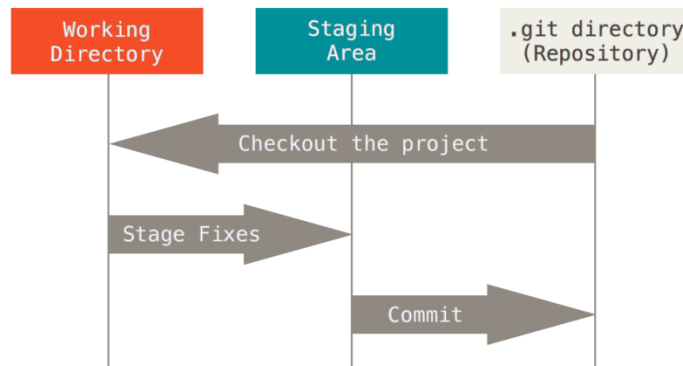 Working
Directory
Staging
Area
.git directory
(Repository)
Checkout the project
Stage Fixes
Commit